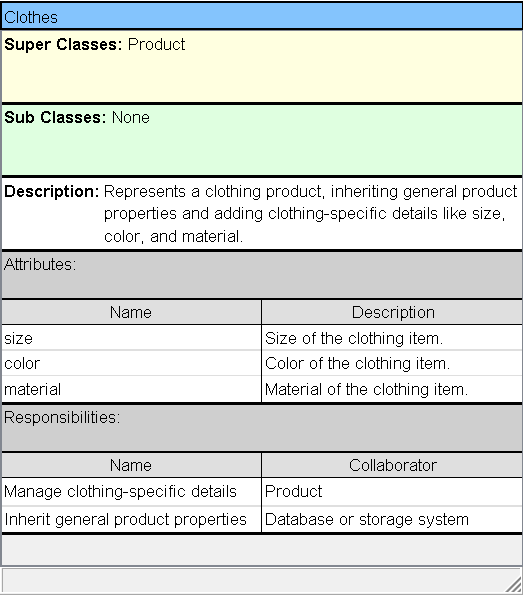 Clothes
Super Classes: Product
Sub Classes: None
Description: Represents a clothing product, inheriting general product
properties and adding clothing-specific details like size,
color, and material.
Attributes:
Name Description
size Size of the clothing item.
color Color of the clothing item.
material Material of the clothing item.
Responsibilities:
Name Collaborator
Manage clothing-specific details Product
Inherit general product properties Database or storage system